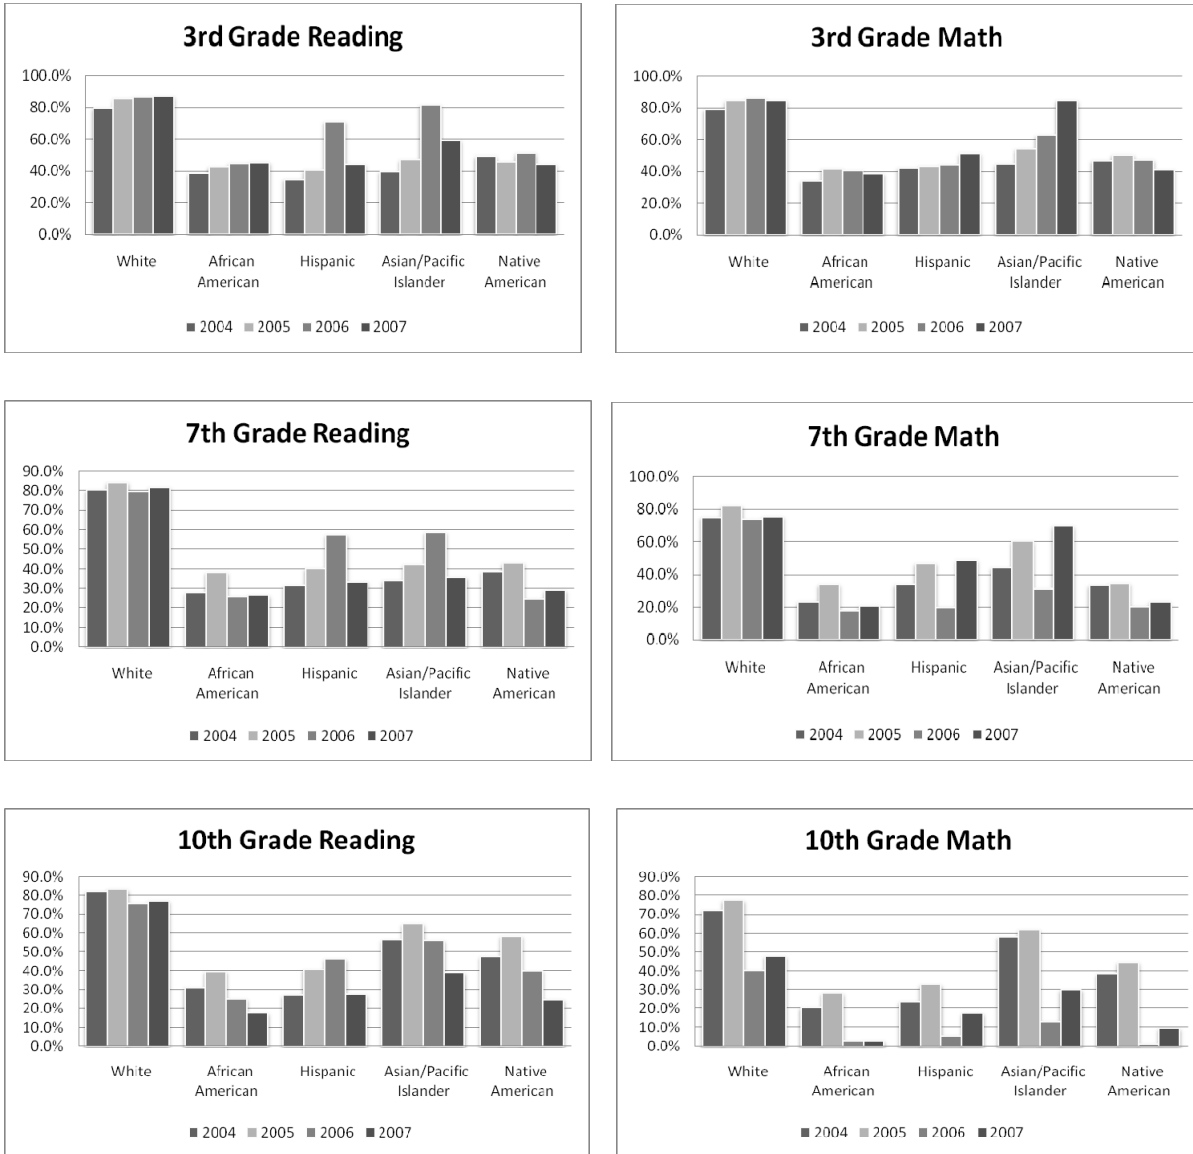 3rd Grade Reading
100.0%
80.0%
60.0%
40.0%
20.0%
0.0%
White
African American
Hispanic
Asian/Pacific Islander
Native American
2004 2005 2006 2007
3rd Grade Math
100.0%
80.0%
60.0%
40.0%
20.0%
0.0%
White
African American
Hispanic
Asian/Pacific Islander
Native American
2004 2005 2006 2007
7th Grade Reading
90.0%
80.0%
70.0%
60.0%
50.0%
40.0%
30.0%
20.0%
10.0%
0.0%
White
African American
Hispanic
Asian/Pacific Islander
Native American
2004 2005 2006 2007
7th Grade Math
100.0%
80.0%
60.0%
40.0%
20.0%
0.0%
White
African American
Hispanic
Asian/Pacific Islander
Native American
2004 2005 2006 2007
10th Grade Reading
90.0%
80.0%
70.0%
60.0%
50.0%
40.0%
30.0%
20.0%
10.0%
0.0%
White
African American
Hispanic
Asian/Pacific Islander
Native American
2004 2005 2006 2007
10th Grade Math
90.0%
80.0%
70.0%
60.0%
50.0%
40.0%
30.0%
20.0%
10.0%
0.0%
White
African American
Hispanic
Asian/Pacific Islander
Native American
2004 2005 2006 2007